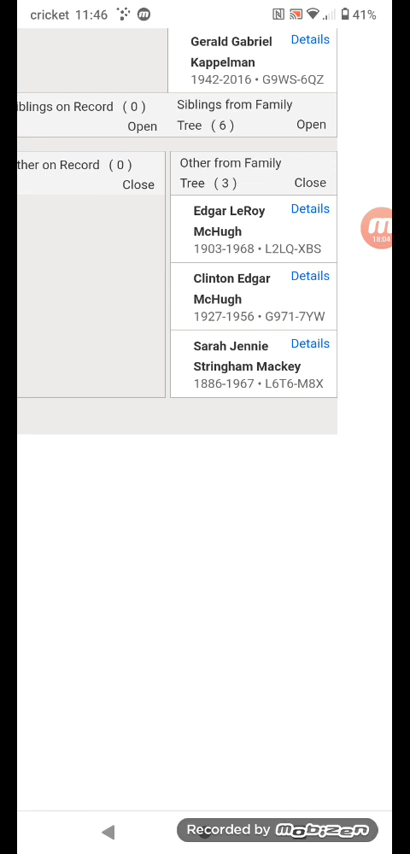 cricket 11:46 41%
Gerald Gabriel Details
Kappelman
1942-2016 • G9WS-6QZ
iblings on Record ( 0 ) Siblings from Family
Open Tree ( 6 ) Open
ther on Record ( 0 ) Other from Family
Close Tree ( 3 ) Close
Edgar LeRoy Details
McHugh
1903-1968 • L2LQ-XBS
18:04
Clinton Edgar Details
McHugh
1927-1956 • G971-7YW
Sarah Jennie Details
Stringham Mackey
1886-1967 • L6T6-M8X
Recorded by mobizen